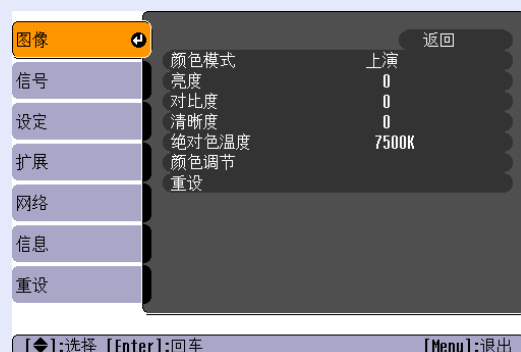 图像
信号
设定
扩展
网络
信息
重设
返回
颜色模式 上演
亮度 0
对比度 0
清晰度 0
绝对色温度 7500K
颜色调节
重设
[◆]:选择 [Enter]:回车 [Menu]:退出